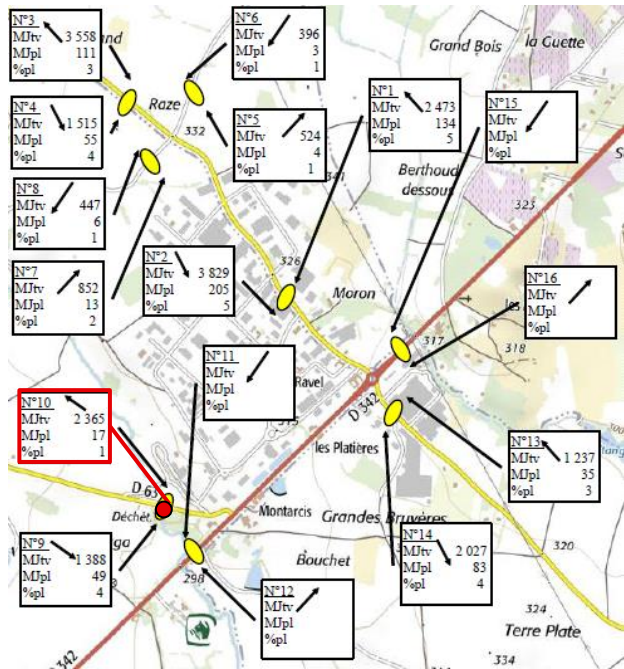 N°3
MJtv 3 558
MJpl 111
%pl 3
N°6
MJtv 396
MJpl 3
%pl 1
Grand Bois
la Guette
N°1
MJtv 2 473
MJpl 134
%pl 5
N°15
MJtv
MJpl
%pl
Raze
332
N°4
MJtv 1 515
MJpl 55
%pl 4
N°5
MJtv 524
MJpl 4
%pl 1
Berthoud
dessous
325
N°8
MJtv 447
MJpl 6
%pl 1
N°2
MJtv 3 829
MJpl 205
%pl 5
326
N°16
MJtv
MJpl
%pl
N°7
MJtv 852
MJpl 13
%pl 2
Moron
317
318
N°11
MJtv
MJpl
%pl
Ravel
D 342
N°10
MJtv 2 365
MJpl 17
%pl 1
les Platières
N°13
MJtv 1 237
MJpl 35
%pl 3
D 63
Déchèt.
Montarcis
Grandes Bruyères
N°9
MJtv 1 388
MJpl 49
%pl 4
298
Bouchet
N°14
MJtv 2 027
MJpl 83
%pl 4
320
N°12
MJtv
MJpl
%pl
324
Terre Plate
D 342
334